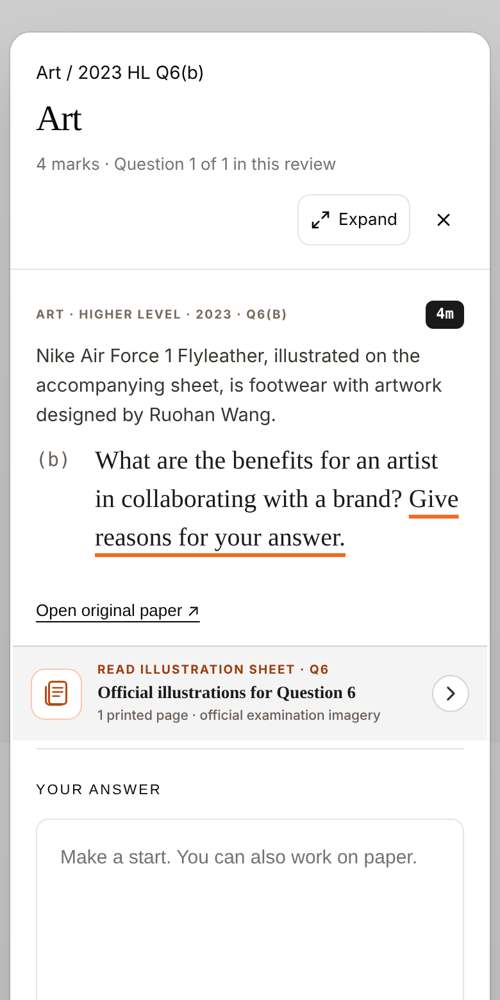 Art / 2023 HL Q6(b)
Art
4 marks · Question 1 of 1 in this review
Expand
ART · HIGHER LEVEL · 2023 · Q6(B)
4m
Nike Air Force 1 Flyleather, illustrated on the
accompanying sheet, is footwear with artwork
designed by Ruohan Wang.
(b) What are the benefits for an artist
in collaborating with a brand? Give
reasons for your answer.
Open original paper ↗
READ ILLUSTRATION SHEET · Q6
Official illustrations for Question 6
1 printed page · official examination imagery
YOUR ANSWER
Make a start. You can also work on paper.